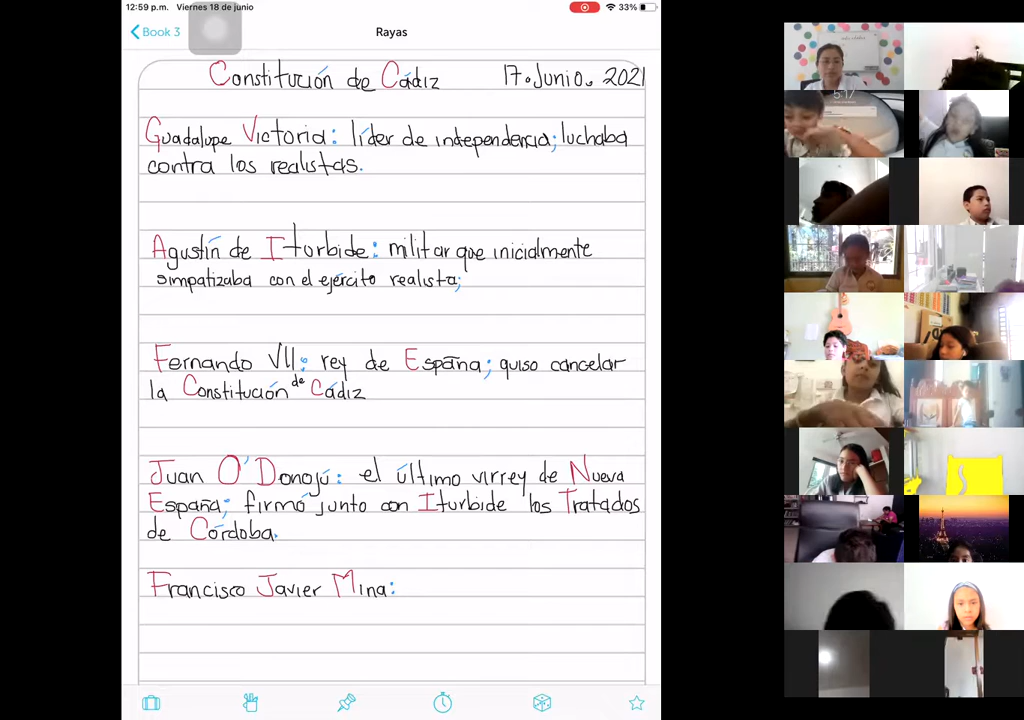 12:59 p.m. Viernes 18 de junio
33%
Book 3
Rayas
Constitución de Cádiz 17. Junio. 2021
Guadalupe Victoria: líder de independencia; luchaba
contra los realistas.
Agustín de Iturbide: militar que inicialmente
simpatizaba con el ejército realista;
Fernando VII: rey de España; quiso cancelar
la Constitución de Cádiz
Juan O'Donojú: el último virrey de Nueva
España; firmó junto con Iturbide los Tratados
de Córdoba.
Francisco Javier Mina:
5:17